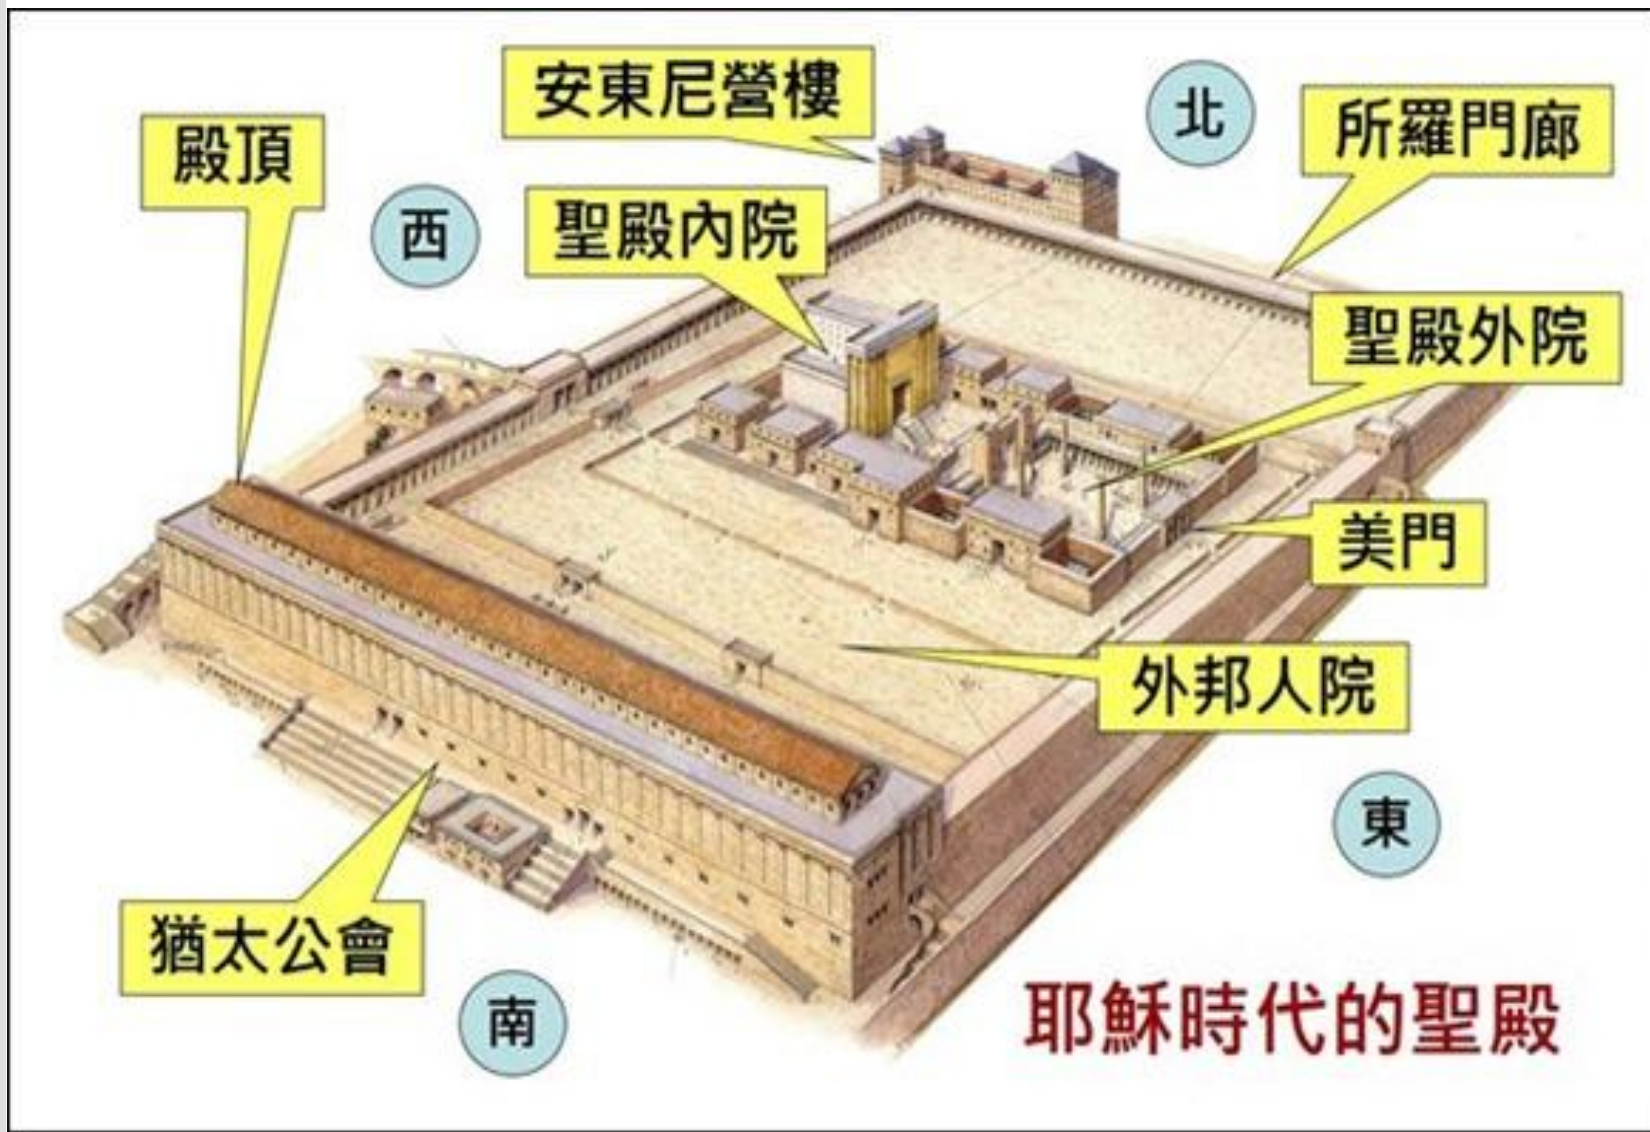 安東尼營樓
北
所羅門廊
殿頂
西
聖殿內院
聖殿外院
美門
外邦人院
東
猶太公會
南
耶穌時代的聖殿